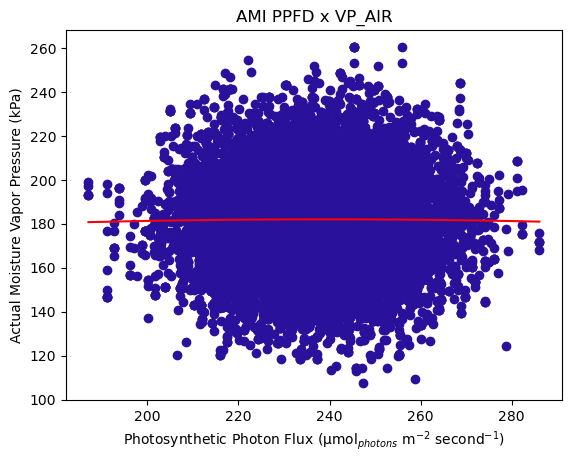 AMI PPFD x VP_AIR
Actual Moisture Vapor Pressure (kPa)
260
240
220
200
180
160
140
120
100
200 220 240 260 280
Photosynthetic Photon Flux (μmol_photons m⁻² second⁻¹)